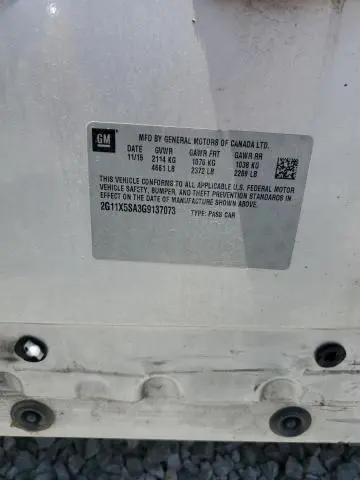 GM
MFD BY GENERAL MOTORS OF CANADA LTD.
DATE GVWR GAWR FRT GAWR RR
11/15 2114 KG 1076 KG 1038 KG
4661 LB 2372 LB 2289 LB
THIS VEHICLE CONFORMS TO ALL APPLICABLE U.S. FEDERAL MOTOR
VEHICLE SAFETY, BUMPER, AND THEFT PREVENTION STANDARDS IN
EFFECT ON THE DATE OF MANUFACTURE SHOWN ABOVE.
2G11X5SA3G9137073 TYPE: PASS CAR